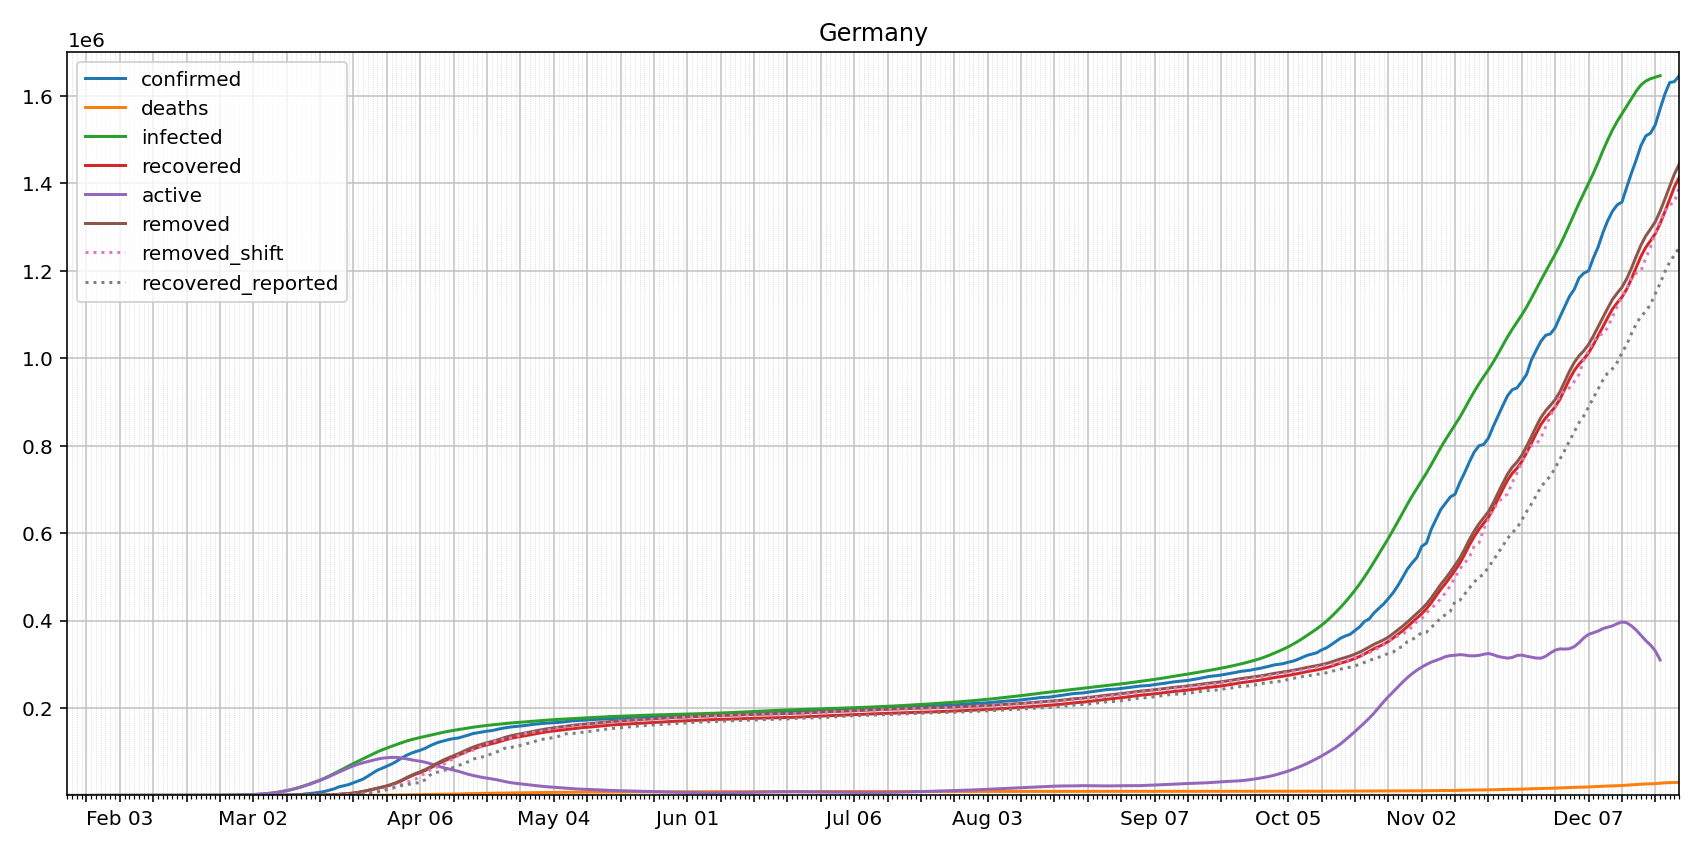 Germany
1e6
confirmed
deaths
infected
recovered
active
removed
removed_shift
recovered_reported
1.6
1.4
1.2
1.0
0.8
0.6
0.4
0.2
Feb 03 Mar 02 Apr 06 May 04 Jun 01 Jul 06 Aug 03 Sep 07 Oct 05 Nov 02 Dec 07